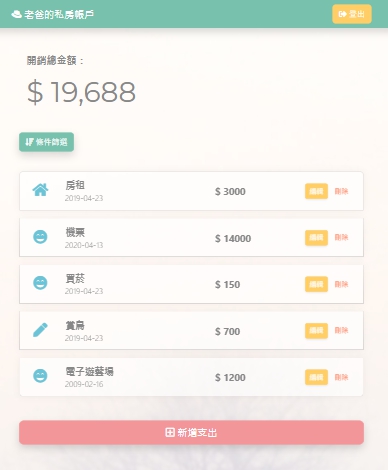 老爸的私房帳戶
登出
開銷總金額：
$ 19,688
條件篩選
房租
2019-04-23
$ 3000
編輯
刪除
機票
2020-04-13
$ 14000
編輯
刪除
買菸
2019-04-23
$ 150
編輯
刪除
賞鳥
2019-04-23
$ 700
編輯
刪除
電子遊藝場
2009-02-16
$ 1200
編輯
刪除
新增支出